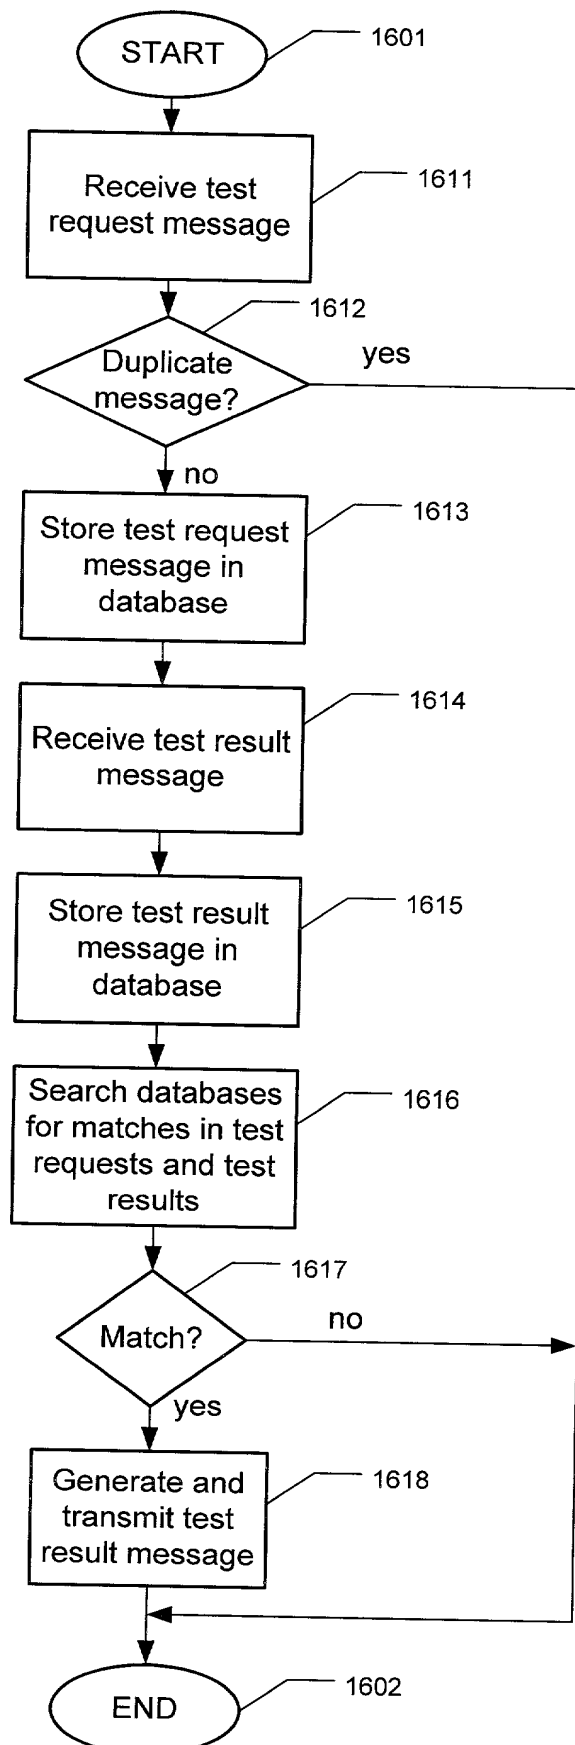 START
1601
Receive test
request message
1611
1612
Duplicate
message?
yes
no
Store test request
message in
database
1613
Receive test result
message
1614
Store test result
message in
database
1615
Search databases
for matches in test
requests and test
results
1616
1617
Match?
no
yes
Generate and
transmit test
result message
1618
END
1602